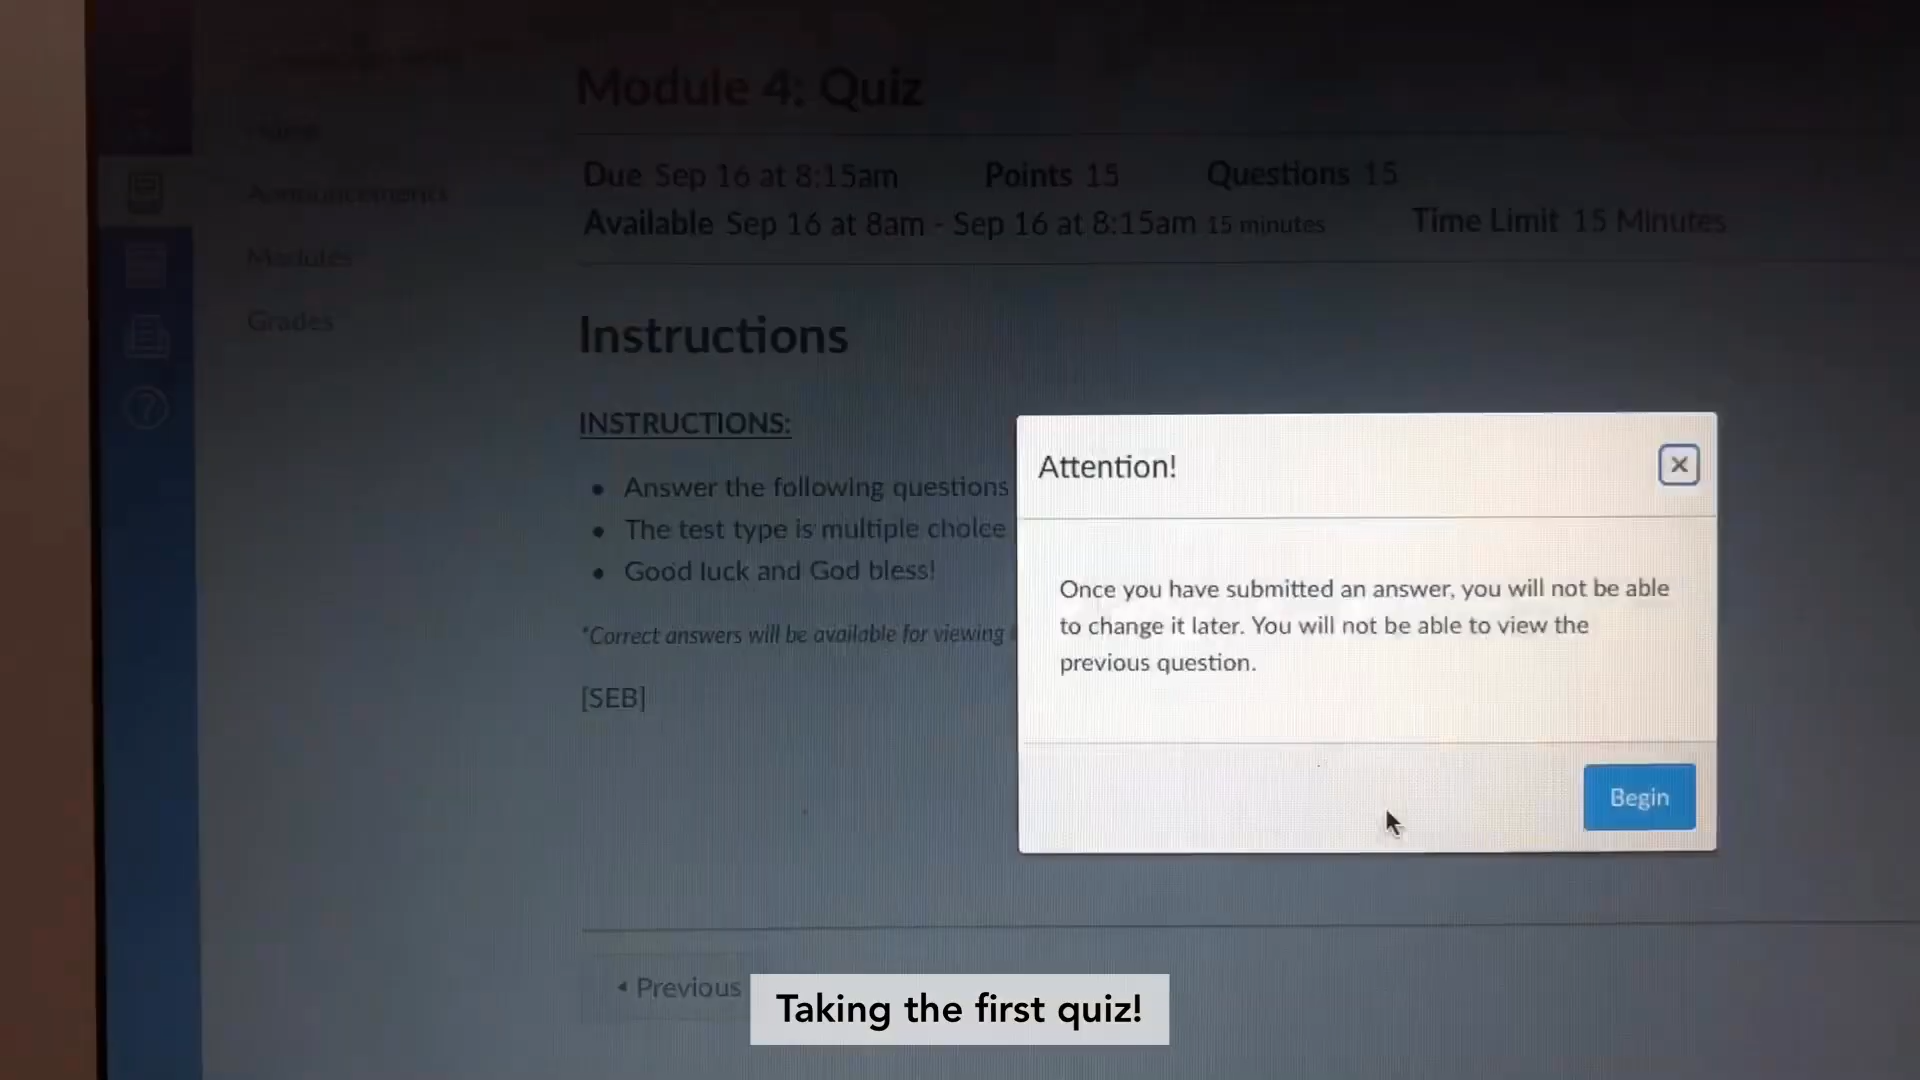 Module 4: Quiz
Due Sep 16 at 8:15am Points 15 Questions 15
Available Sep 16 at 8am - Sep 16 at 8:15am 15 minutes Time Limit 15 Minutes
Home
Announcements
Modules
Grades
Instructions
INSTRUCTIONS:
Answer the following questions
The test type is multiple choice
Good luck and God bless!
*Correct answers will be available for viewing
[SEB]
Attention!
Once you have submitted an answer, you will not be able
to change it later. You will not be able to view the
previous question.
Begin
Previous
Taking the first quiz!